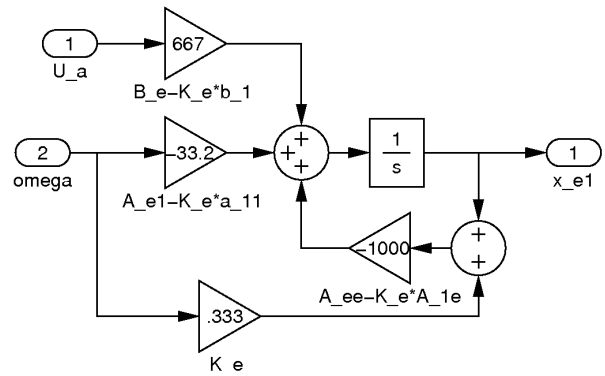 1
U_a
667
B_e−K_e*b_1
2
omega
−33.2
A_e1−K_e*a_11
+
+
+
1
s
1
x_e1
−1000
A_ee−K_e*A_1e
+
+
.333
K_e